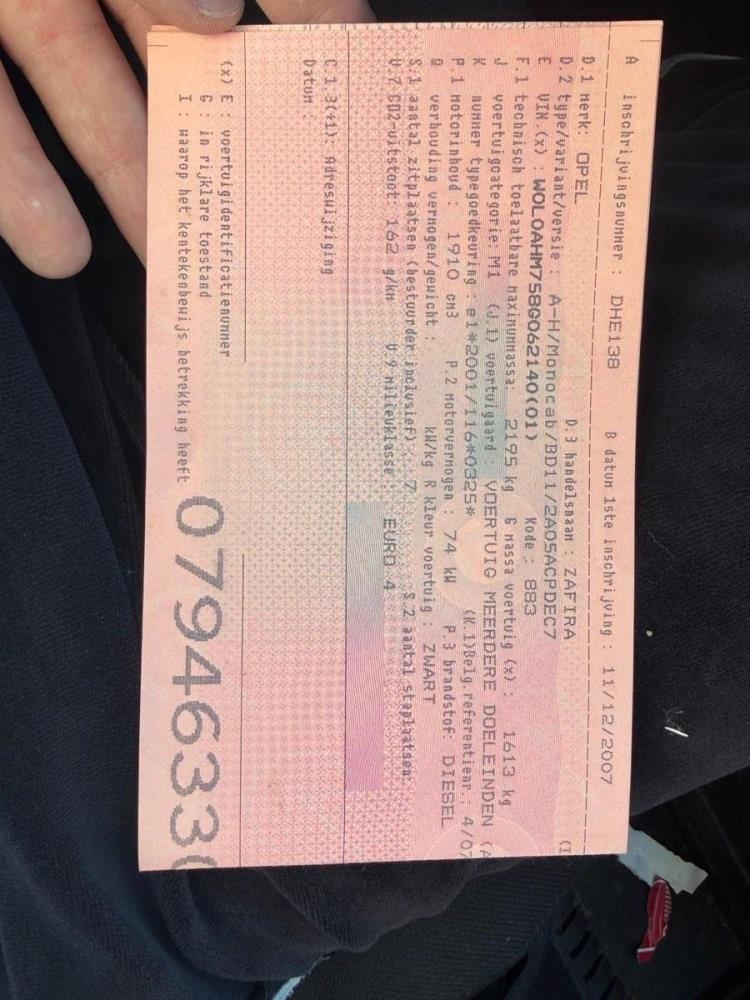 A inschrijvingsnummer : DHE138 B datum 1ste inschrijving : 11/12/2007
D.1 merk: OPEL D.3 handelsnaam : ZAFIRA (I
D.2 type/variant/versie : A-H/Monocab/BD11/2A05ACPDEC7
E VIN.(x) : WOLOAHM758G062140(01) Kode : 883
F.1 technisch toelaatbare maximummassa: 2195 kg G massa voertuig (x) : 1613 kg
J voertuigcategorie: M1 (J.1) voertuigaard : VOERTUIG MEERDERE DOELEINDEN (A
K nummer typegoedkeuring : e1*2001/116*0325* (K.1)Belg.referentienr.: 4/07
P.1 motorinhoud : 1910 cm3 P.2 motorvermogen : 74 kW P.3 brandstof: DIESEL
Q verhouding vermogen/gewicht : kW/kg R kleur voertuig : ZWART
S.1 aantal zitplaatsen (bestuurder inclusief) : 7 S.2 aantal staplaatsen:
V.7 CO2-uitstoot: 162 g/km V.9 milieuklasse : EURO 4
C.1.3(+1): Adreswijziging
Datum :
(x) E : voertuigidentificatienummer
G : in rijklare toestand
I : waarop het kentekenbewijs betrekking heeft 0794633